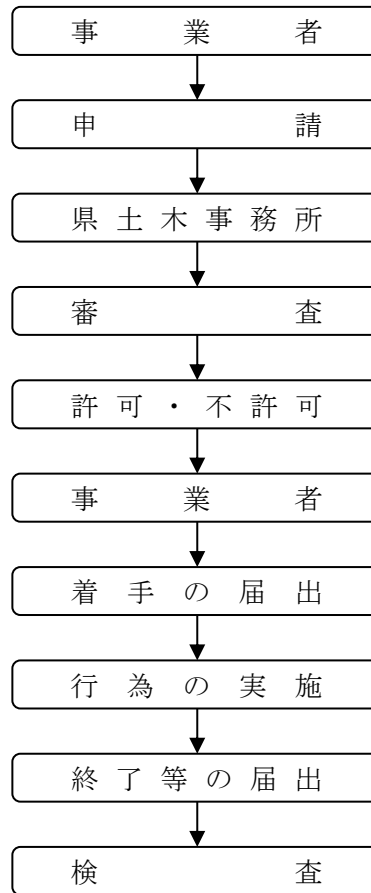 事業者
申請
県土木事務所
審査
許可・不許可
事業者
着手の届出
行為の実施
終了等の届出
検査